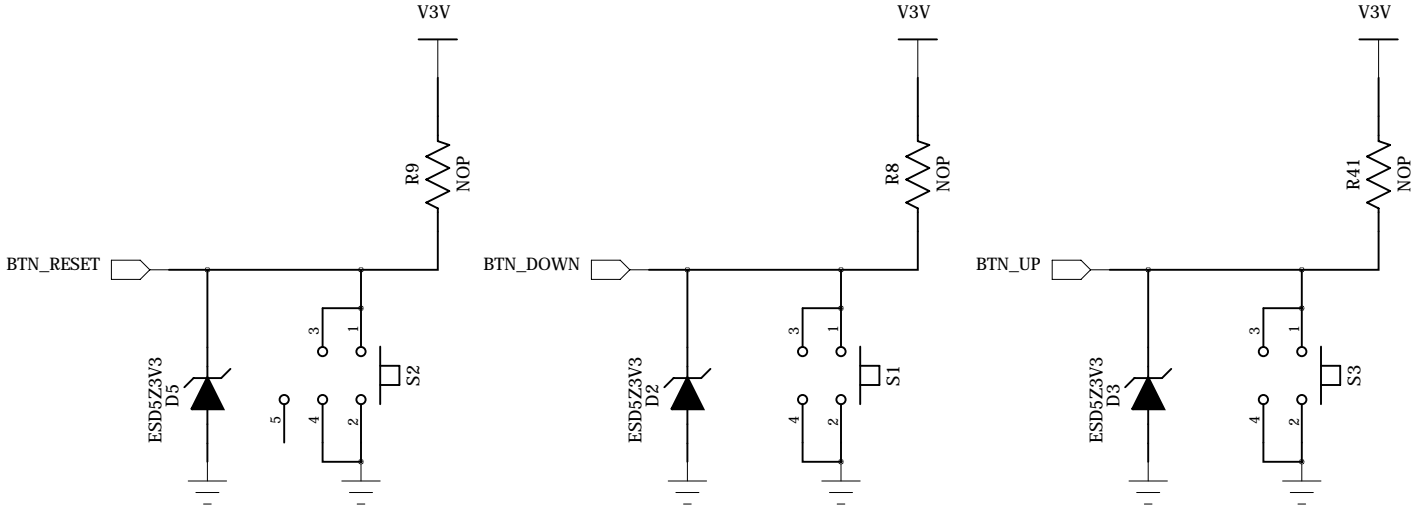 V3V
V3V
V3V
R9
NOP
R8
NOP
R41
NOP
BTN_RESET
BTN_DOWN
BTN_UP
3
1
ESD5Z3V3
D5
S2
5
4
2
3
1
ESD5Z3V3
D2
S1
4
2
3
1
ESD5Z3V3
D3
S3
4
2